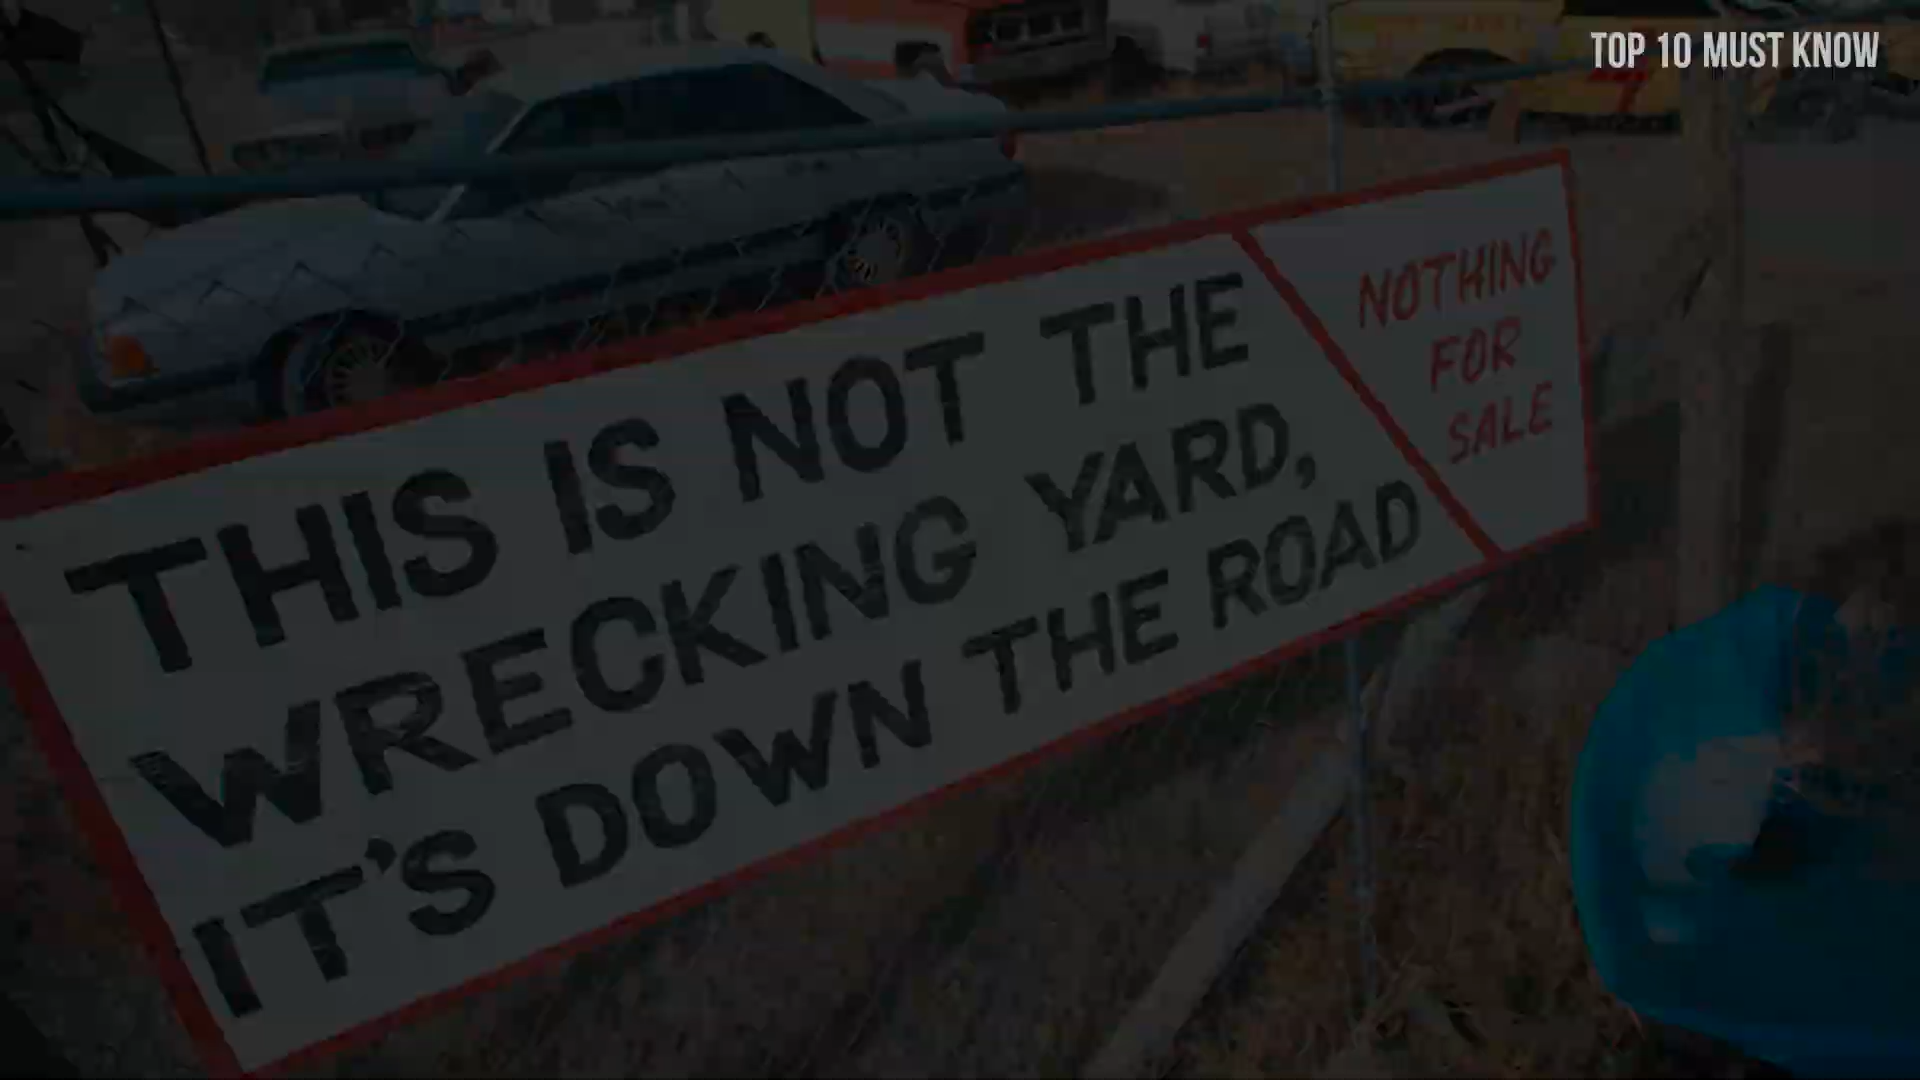 TOP 10 MUST KNOW
THIS IS NOT THE
WRECKING YARD,
IT'S DOWN THE ROAD
NOTHING
FOR
SALE